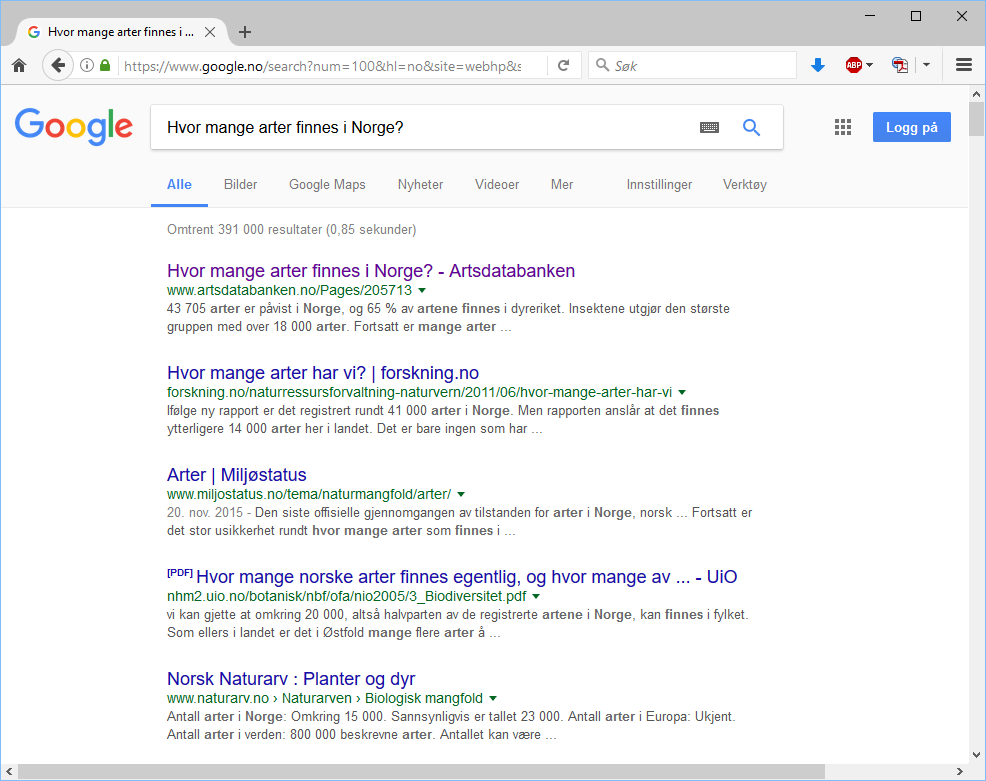 Hvor mange arter finnes i ...
https://www.google.no/search?num=100&hl=no&site=webhp&s
Søk
ABP
Google
Hvor mange arter finnes i Norge?
Logg på
Alle Bilder Google Maps Nyheter Videoer Mer Innstillinger Verktøy
Omtrent 391 000 resultater (0,85 sekunder)
Hvor mange arter finnes i Norge? - Artsdatabanken
www.artsdatabanken.no/Pages/205713
43 705 arter er påvist i Norge, og 65 % av artene finnes i dyreriket. Insektene utgjør den største
gruppen med over 18 000 arter. Fortsatt er mange arter ...
Hvor mange arter har vi? | forskning.no
forskning.no/naturressursforvaltning-naturvern/2011/06/hvor-mange-arter-har-vi
Ifølge ny rapport er det registrert rundt 41 000 arter i Norge. Men rapporten anslår at det finnes
ytterligere 14 000 arter her i landet. Det er bare ingen som har ...
Arter | Miljøstatus
www.miljostatus.no/tema/naturmangfold/arter/
20. nov. 2015 - Den siste offisielle gjennomgangen av tilstanden for arter i Norge, norsk ... Fortsatt er
det stor usikkerhet rundt hvor mange arter som finnes i ...
[PDF] Hvor mange norske arter finnes egentlig, og hvor mange av ... - UiO
nhm2.uio.no/botanisk/nbf/ofa/nio2005/3_Biodiversitet.pdf
vi kan gjette at omkring 20 000, altså halvparten av de registrerte artene i Norge, kan finnes i fylket.
Som ellers i landet er det i Østfold mange flere arter å ...
Norsk Naturarv : Planter og dyr
www.naturarv.no › Naturarven › Biologisk mangfold
Antall arter i Norge: Omkring 15 000. Sannsynligvis er tallet 23 000. Antall arter i Europa: Ukjent.
Antall arter i verden: 800 000 beskrevne arter. Antallet kan være ...